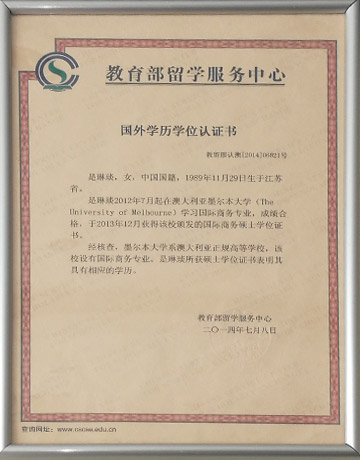 教育部留学服务中心
国外学历学位认证书
教留服认澳[2014]06821号
是琳琰，女，中国国籍，1989年11月29日生于江苏
省。
是琳琰2012年7月起在澳大利亚墨尔本大学（The
University of Melbourne）学习国际商务专业，成绩合
格，于2013年12月获得该校颁发的国际商务硕士学位证
书。
经核查，墨尔本大学系澳大利亚正规高等学校，该
校设有国际商务专业。是琳琰所获硕士学位证书表明其
具有相应的学历。
教育部留学服务中心
二〇一四年七月八日
查询网址：www.cscse.edu.cn